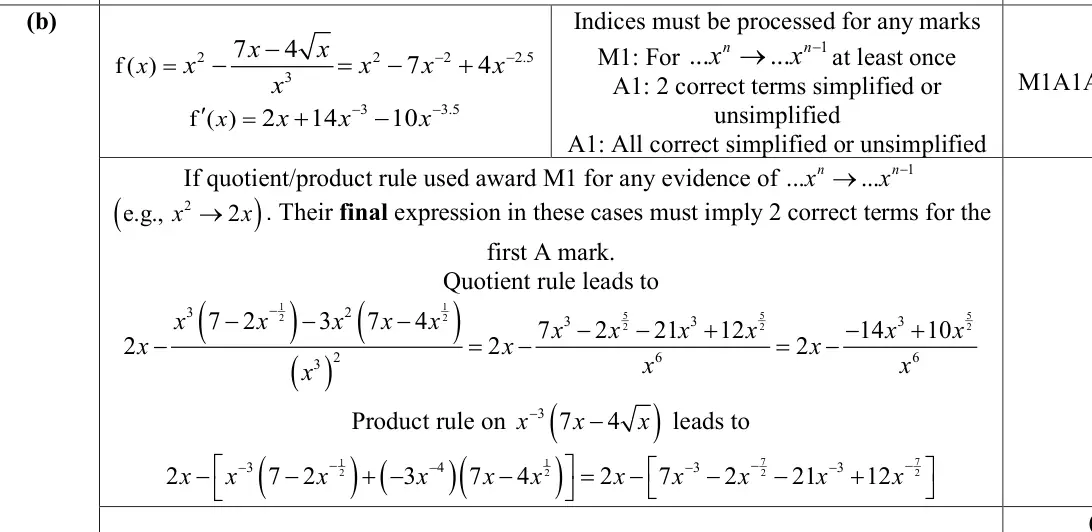 (b)
f(x) = x² − (7x − 4√x)/x³ = x² − 7x⁻² + 4x⁻²·⁵
f′(x) = 2x + 14x⁻³ − 10x⁻³·⁵
Indices must be processed for any marks
M1: For ...xⁿ → ...xⁿ⁻¹ at least once
A1: 2 correct terms simplified or
unsimplified
A1: All correct simplified or unsimplified
M1A1A
If quotient/product rule used award M1 for any evidence of ...xⁿ → ...xⁿ⁻¹
(e.g., x² → 2x). Their final expression in these cases must imply 2 correct terms for the
first A mark.
Quotient rule leads to
2x − (x³(7 − 2x^(−1/2)) − 3x²(7x − 4x^(1/2)))/(x³)² = 2x − (7x³ − 2x^(5/2) − 21x³ + 12x^(5/2))/x⁶ = 2x − (−14x³ + 10x^(5/2))/x⁶
Product rule on x⁻³(7x − 4√x) leads to
2x − [x⁻³(7 − 2x^(−1/2)) + (−3x⁻⁴)(7x − 4x^(1/2))] = 2x − [7x⁻³ − 2x^(−7/2) − 21x⁻³ + 12x^(−7/2)]